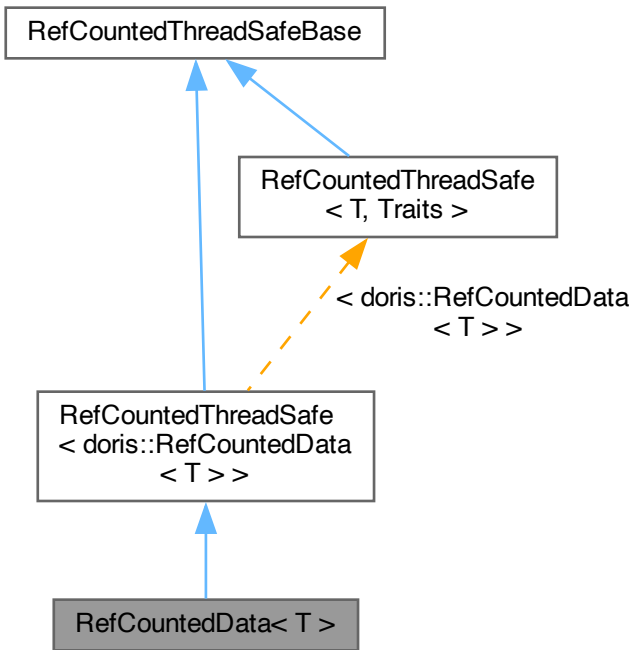 RefCountedThreadSafeBase
RefCountedThreadSafe
< T, Traits >
< doris::RefCountedData
< T > >
RefCountedThreadSafe
< doris::RefCountedData
< T > >
RefCountedData< T >